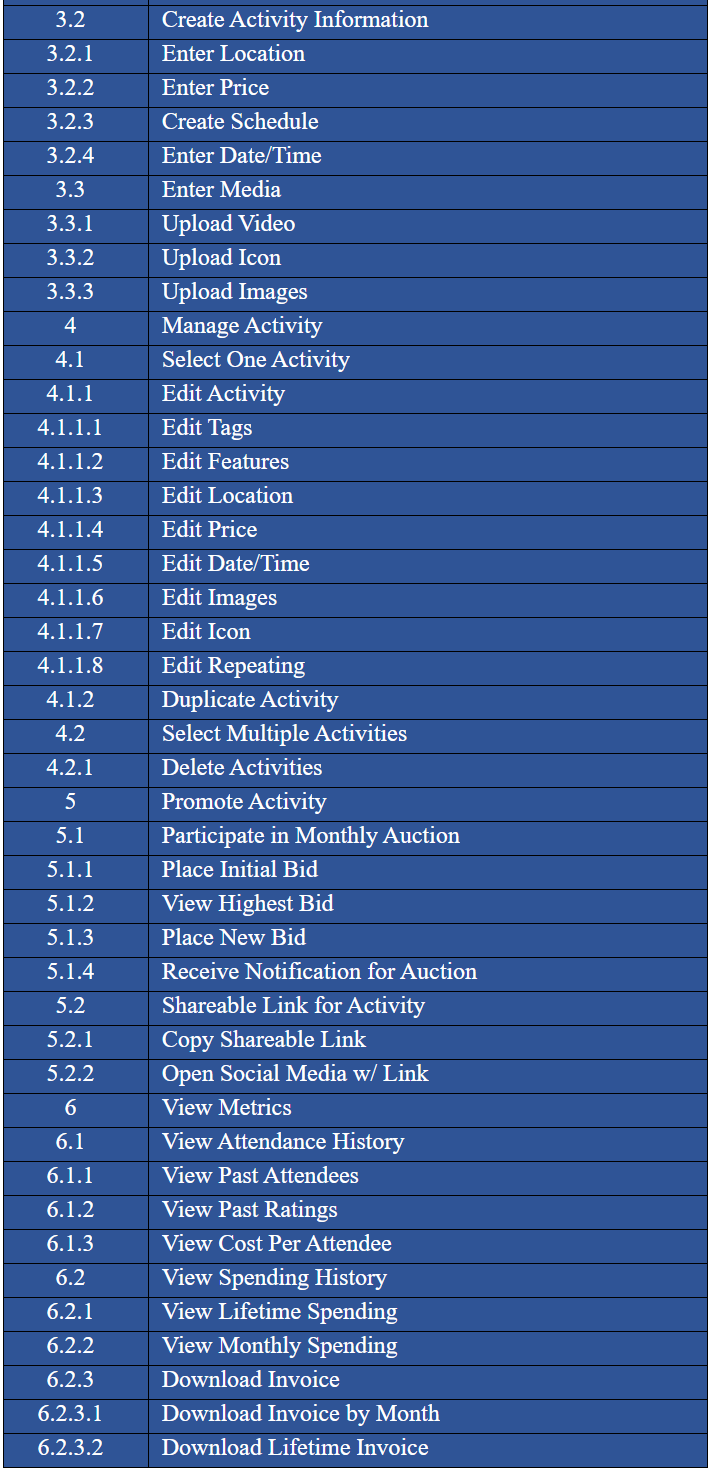 3.2 Create Activity Information
3.2.1 Enter Location
3.2.2 Enter Price
3.2.3 Create Schedule
3.2.4 Enter Date/Time
3.3 Enter Media
3.3.1 Upload Video
3.3.2 Upload Icon
3.3.3 Upload Images
4 Manage Activity
4.1 Select One Activity
4.1.1 Edit Activity
4.1.1.1 Edit Tags
4.1.1.2 Edit Features
4.1.1.3 Edit Location
4.1.1.4 Edit Price
4.1.1.5 Edit Date/Time
4.1.1.6 Edit Images
4.1.1.7 Edit Icon
4.1.1.8 Edit Repeating
4.1.2 Duplicate Activity
4.2 Select Multiple Activities
4.2.1 Delete Activities
5 Promote Activity
5.1 Participate in Monthly Auction
5.1.1 Place Initial Bid
5.1.2 View Highest Bid
5.1.3 Place New Bid
5.1.4 Receive Notification for Auction
5.2 Shareable Link for Activity
5.2.1 Copy Shareable Link
5.2.2 Open Social Media w/ Link
6 View Metrics
6.1 View Attendance History
6.1.1 View Past Attendees
6.1.2 View Past Ratings
6.1.3 View Cost Per Attendee
6.2 View Spending History
6.2.1 View Lifetime Spending
6.2.2 View Monthly Spending
6.2.3 Download Invoice
6.2.3.1 Download Invoice by Month
6.2.3.2 Download Lifetime Invoice